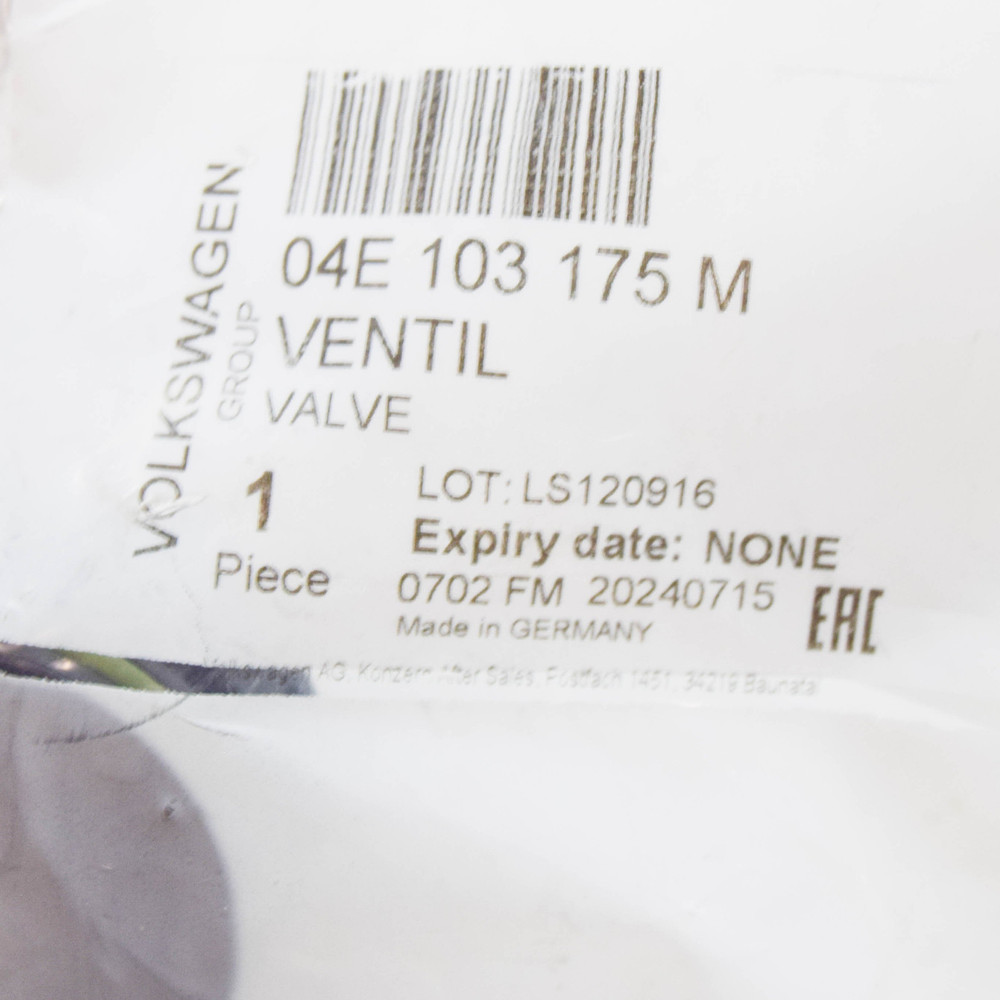 VOLKSWAGEN
GROUP
04E 103 175 M
VENTIL
VALVE
1
Piece
LOT: LS120916
Expiry date: NONE
0702 FM 20240715
EAC
Made in GERMANY
Volkswagen AG, Konzern After Sales, Postfach 1451, 34219 Baunatal